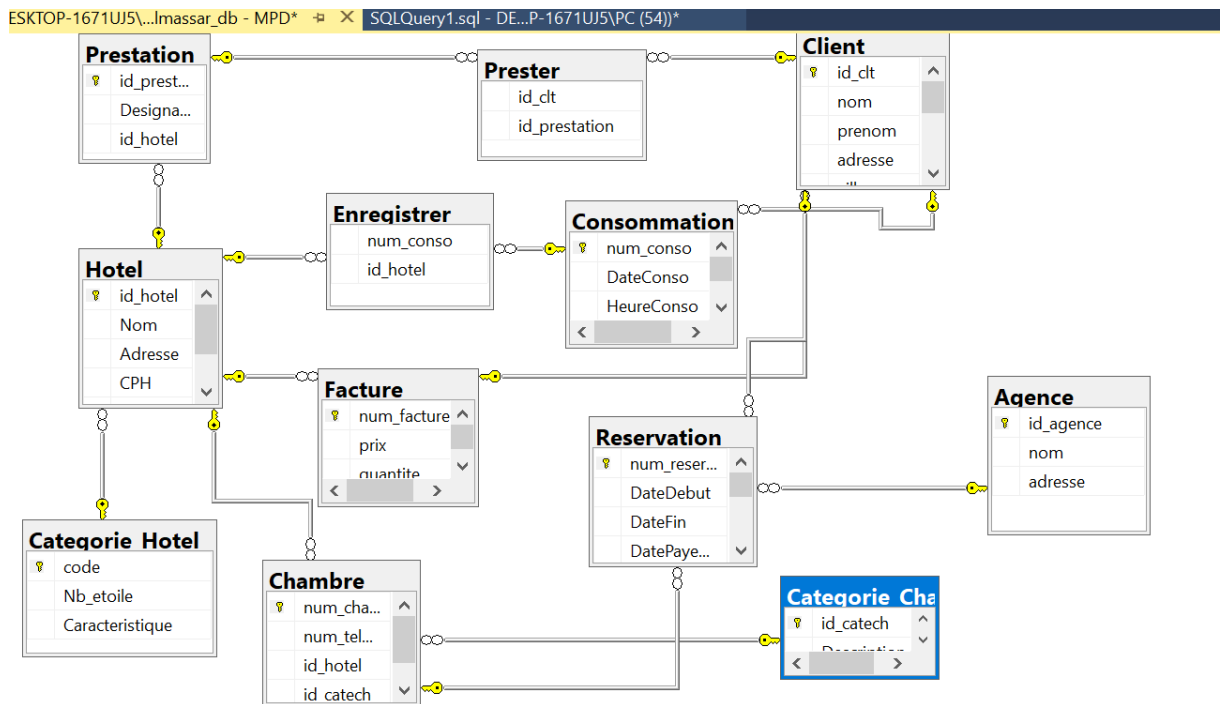 ESKTOP-1671UJ5\...lmassar_db - MPD*
SQLQuery1.sql - DE...P-1671UJ5\PC (54))*
Prestation
id_prest...
Designa...
id_hotel
Prester
id_clt
id_prestation
Client
id_clt
nom
prenom
adresse
Enregistrer
num_conso
id_hotel
Consommation
num_conso
DateConso
HeureConso
Hotel
id_hotel
Nom
Adresse
CPH
Facture
num_facture
prix
quantite
Reservation
num_reser...
DateDebut
DateFin
DatePaye...
Agence
id_agence
nom
adresse
Categorie_Hotel
code
Nb_etoile
Caracteristique
Chambre
num_cha...
num_tel...
id_hotel
id_catech
Categorie_Cha
id_catech
Description